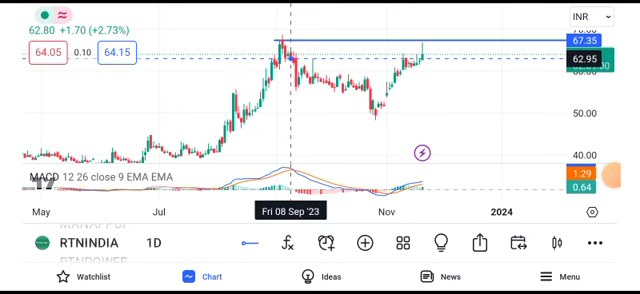 INR
62.80 +1.70 (+2.73%)
64.05 0.10 64.15
67.35
62.95
50.00
40.00
MACD 12 26 close 9 EMA EMA
1.29
0.64
May Jul Fri 08 Sep '23 Nov 2024
RTNINDIA 1D
RTNPOWER
Watchlist Chart Ideas News Menu